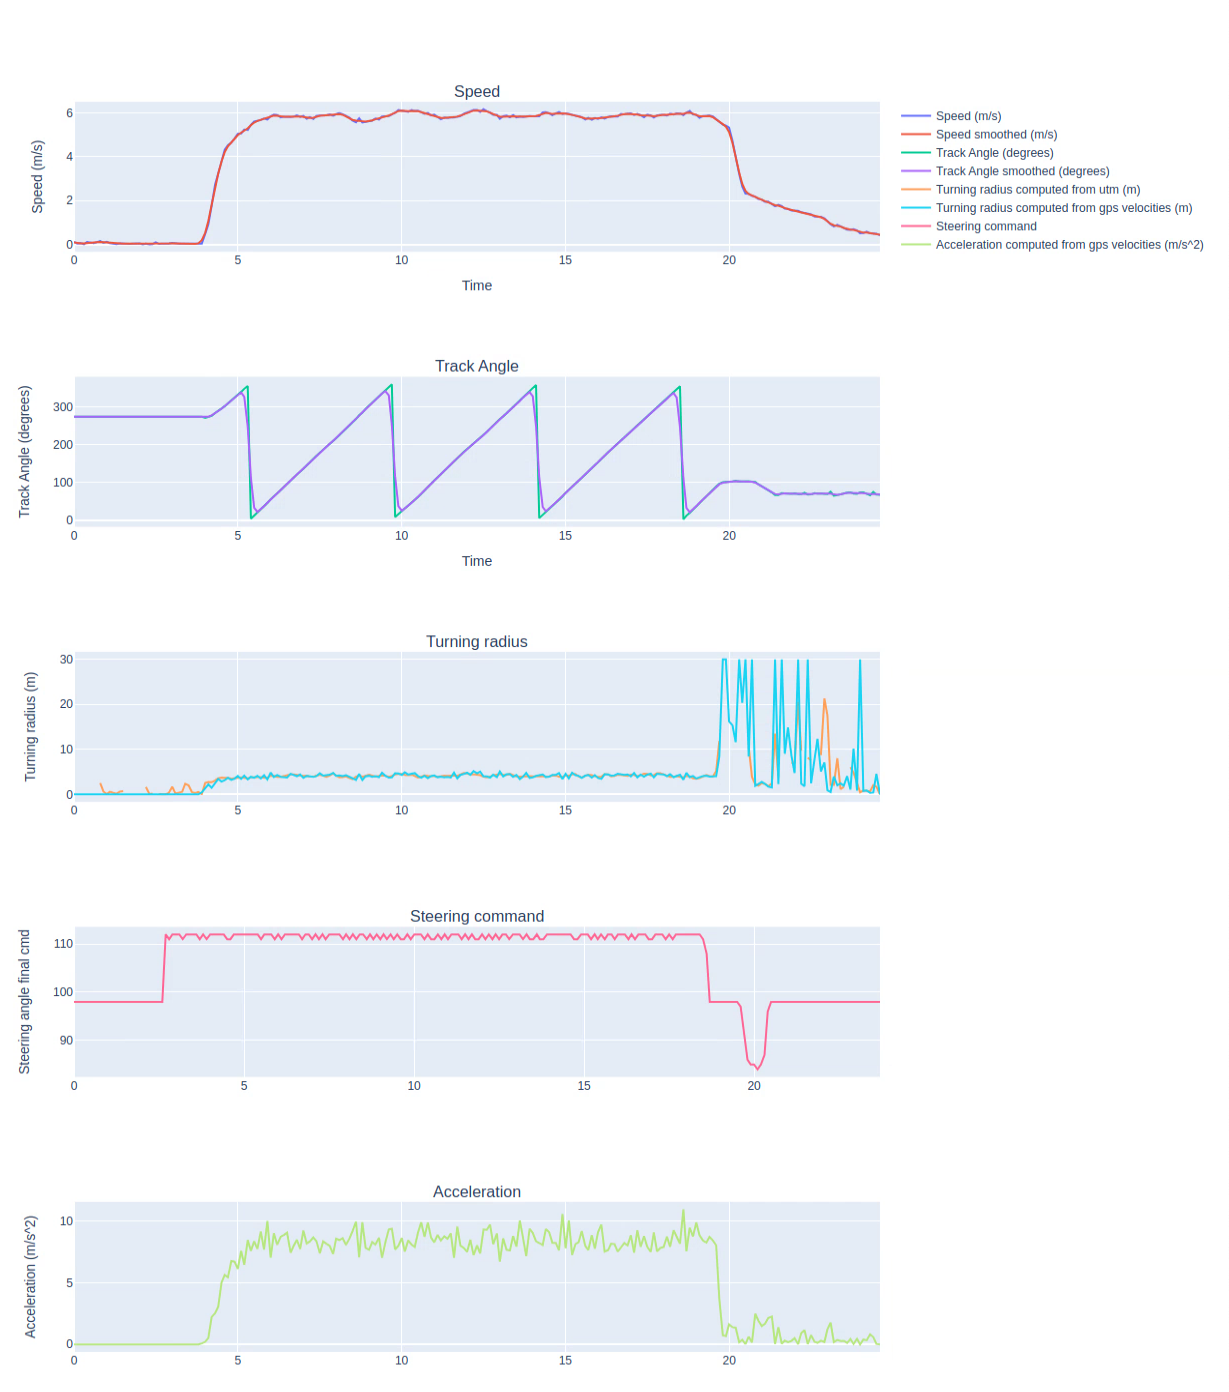 Speed
Speed (m/s)
6
4
2
0
0
5
10
15
20
Time
Speed (m/s)
Speed smoothed (m/s)
Track Angle (degrees)
Track Angle smoothed (degrees)
Turning radius computed from utm (m)
Turning radius computed from gps velocities (m)
Steering command
Acceleration computed from gps velocities (m/s^2)
Track Angle
Track Angle (degrees)
300
200
100
0
0
5
10
15
20
Time
Turning radius
Turning radius (m)
30
20
10
0
0
5
10
15
20
Steering command
Steering angle final cmd
110
100
90
0
5
10
15
20
Acceleration
Acceleration (m/s^2)
10
5
0
0
5
10
15
20